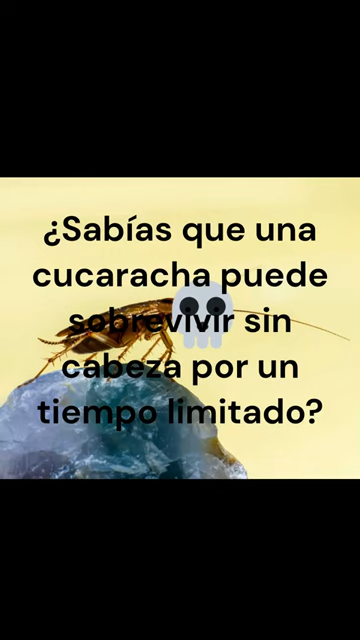 ¿Sabías que una
cucaracha puede
sobrevivir sin
cabeza por un
tiempo limitado?